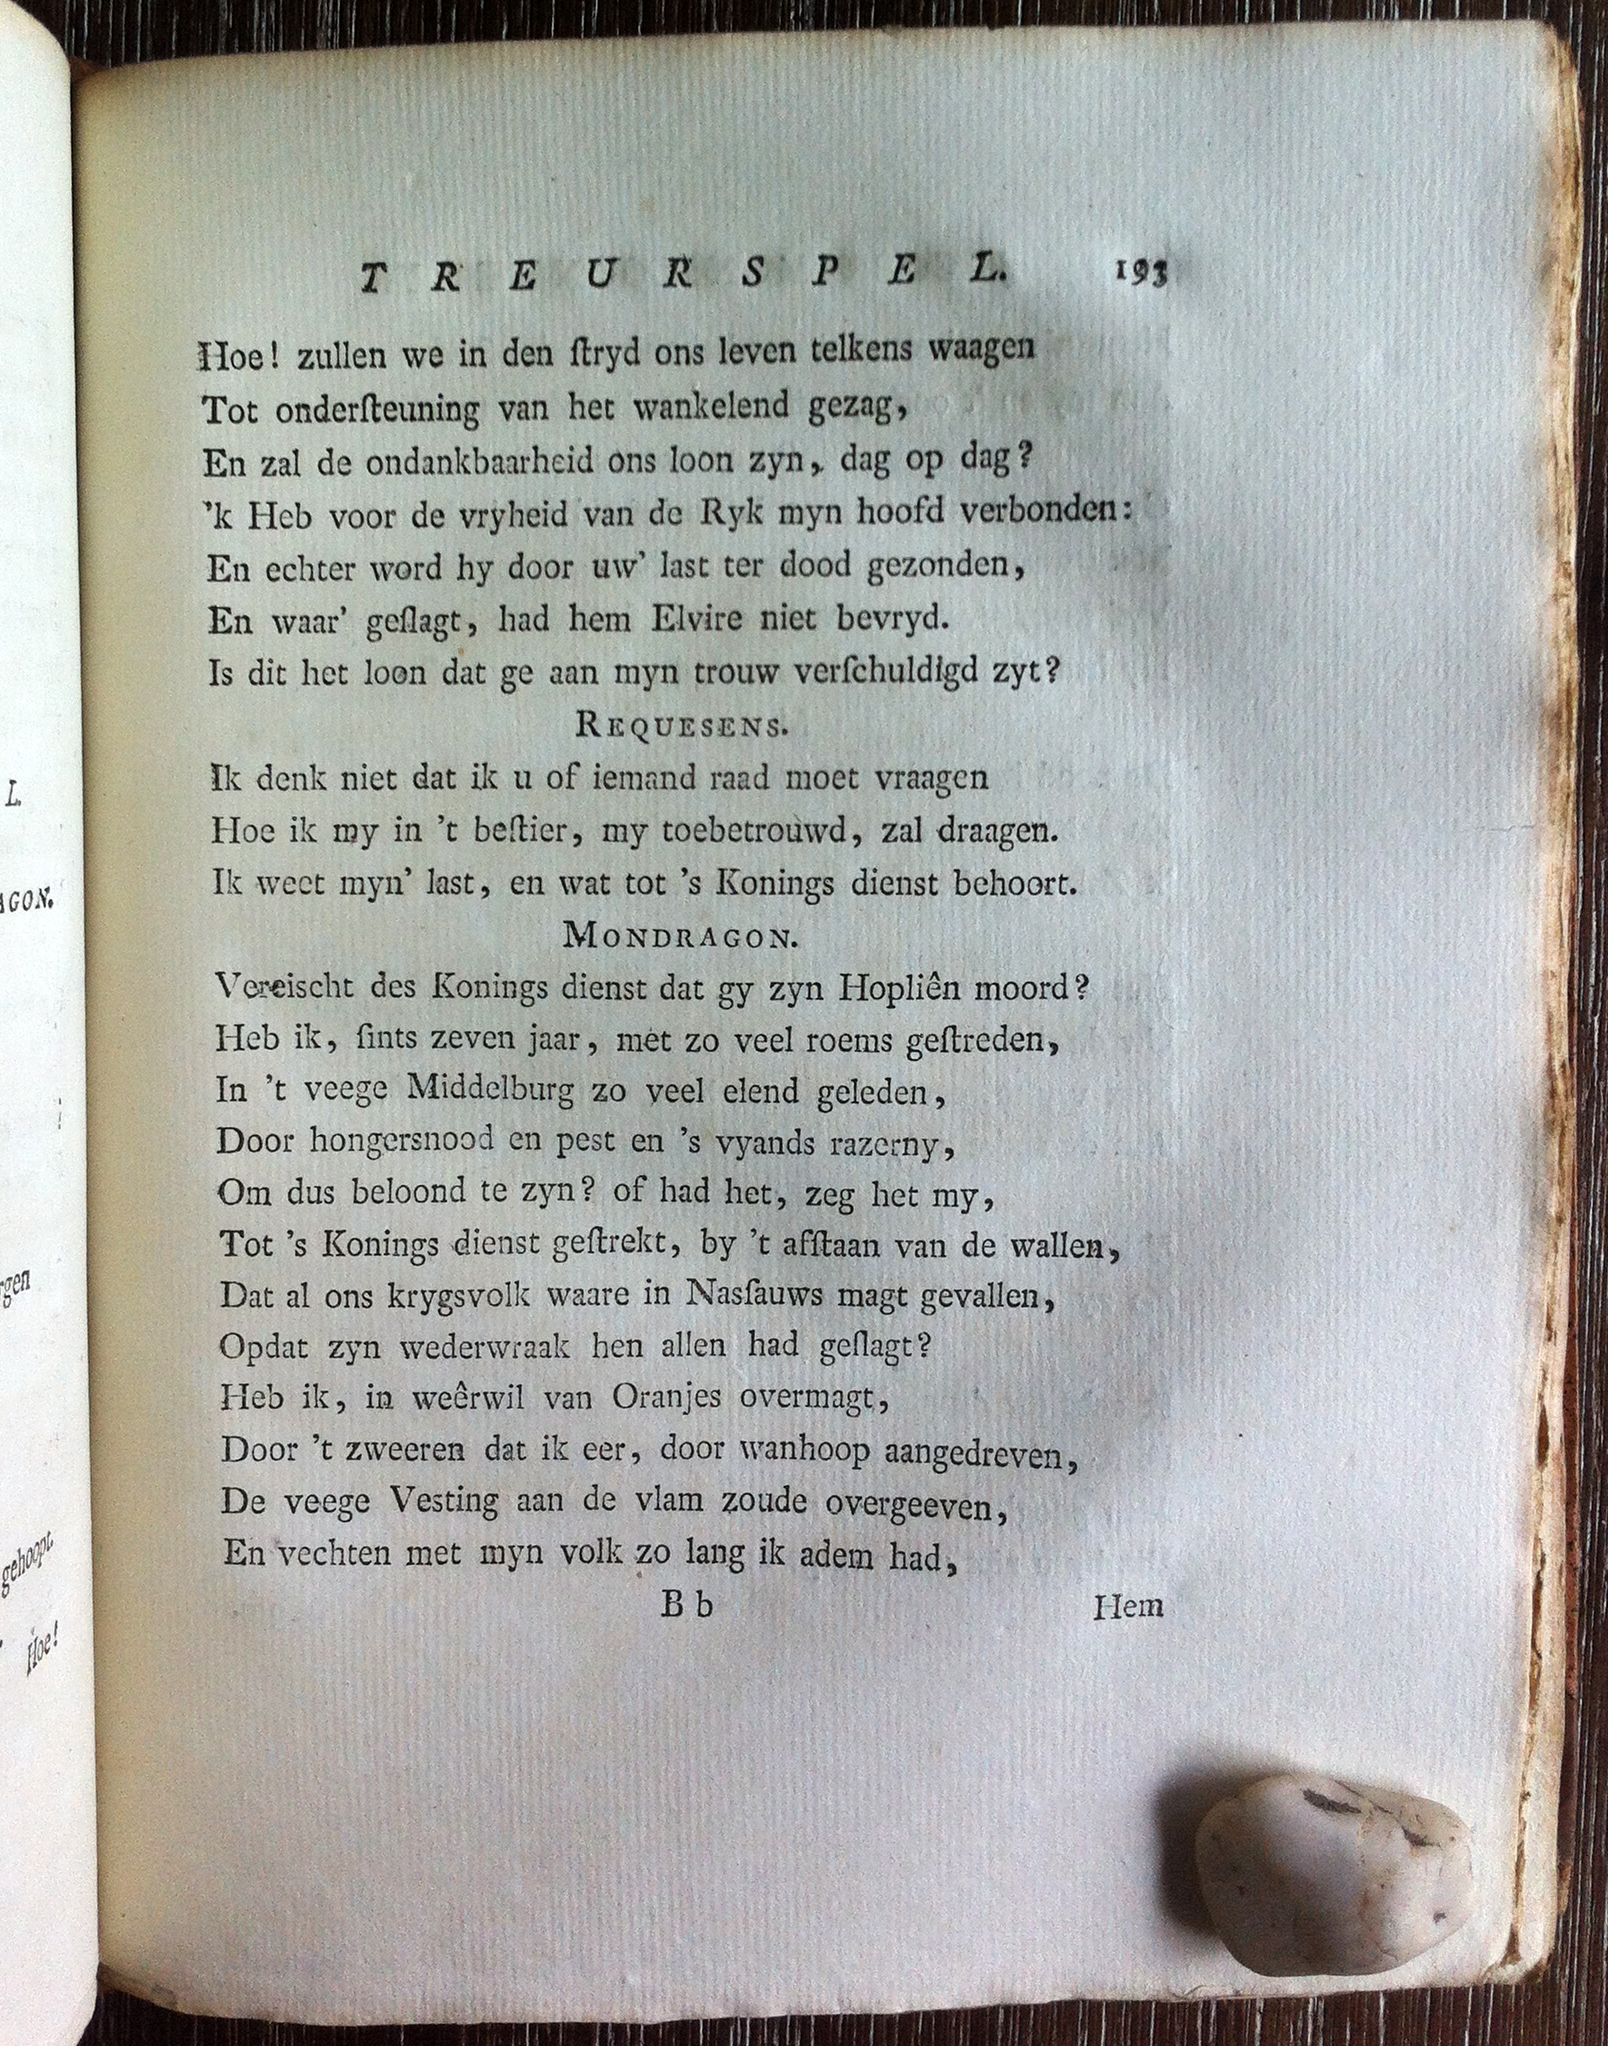 TREURSPEL. 193
Hoe! zullen we in den ſtryd ons leven telkens waagen
Tot onderſteuning van het wankelend gezag,
En zal de ondankbaarheid ons loon zyn, dag op dag?
'k Heb voor de vryheid van de Ryk myn hoofd verbonden:
En echter word hy door uw' last ter dood gezonden,
En waar' geſlagt, had hem Elvire niet bevryd.
Is dit het loon dat ge aan myn trouw verſchuldigd zyt?
REQUESENS.
Ik denk niet dat ik u of iemand raad moet vraagen
Hoe ik my in 't beſtier, my toebetrouwd, zal draagen.
Ik weet myn' last, en wat tot 's Konings dienst behoort.
MONDRAGON.
Vereischt des Konings dienst dat gy zyn Hopliên moord?
Heb ik, ſints zeven jaar, met zo veel roems geſtreden,
In 't veege Middelburg zo veel elend geleden,
Door hongersnood en pest en 's vyands razerny,
Om dus beloond te zyn? of had het, zeg het my,
Tot 's Konings dienst geſtrekt, by 't afſtaan van de wallen,
Dat al ons krygsvolk waare in Nasſauws magt gevallen,
Opdat zyn wederwraak hen allen had geſlagt?
Heb ik, in weêrwil van Oranjes overmagt,
Door 't zweeren dat ik eer, door wanhoop aangedreven,
De veege Vesting aan de vlam zoude overgeeven,
En vechten met myn volk zo lang ik adem had,
B b Hem
L.
AGON.
rgen
gehoopt.
Hoe!